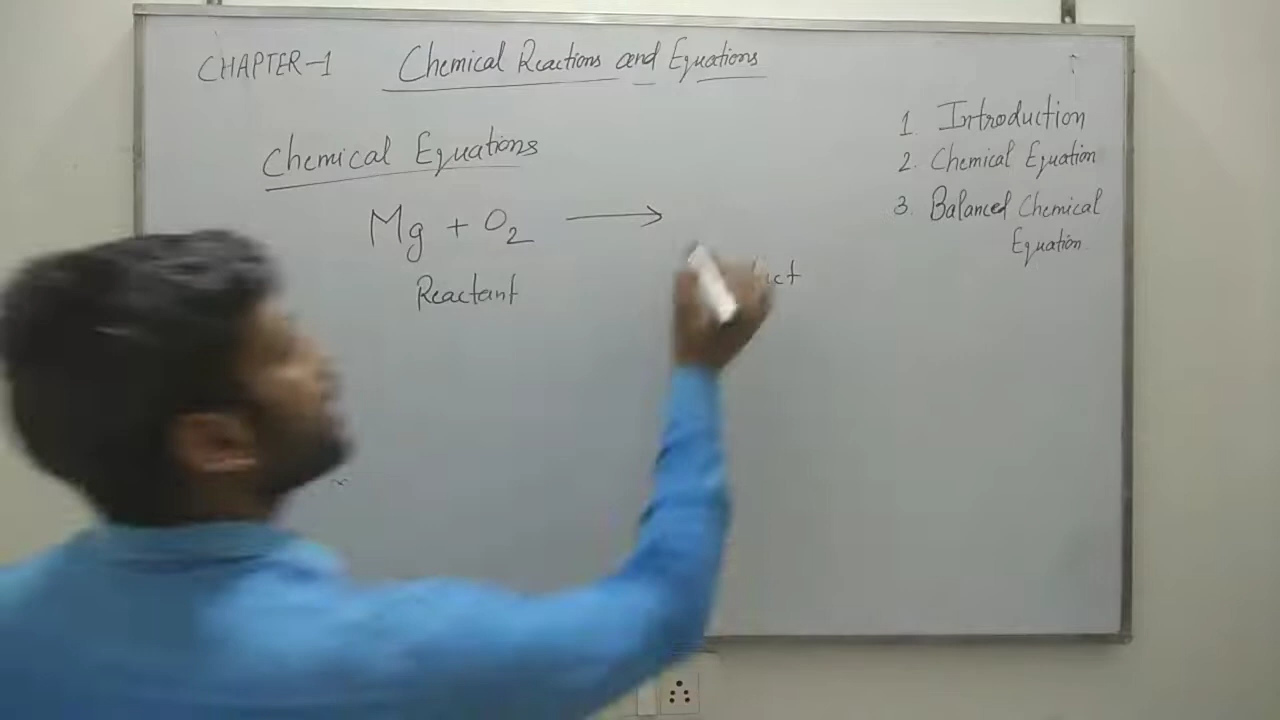 CHAPTER-1 Chemical Reactions and Equations
Chemical Equations
Mg + O₂ ⟶
Reactant
1. Introduction
2. Chemical Equation
3. Balanced Chemical
Equation